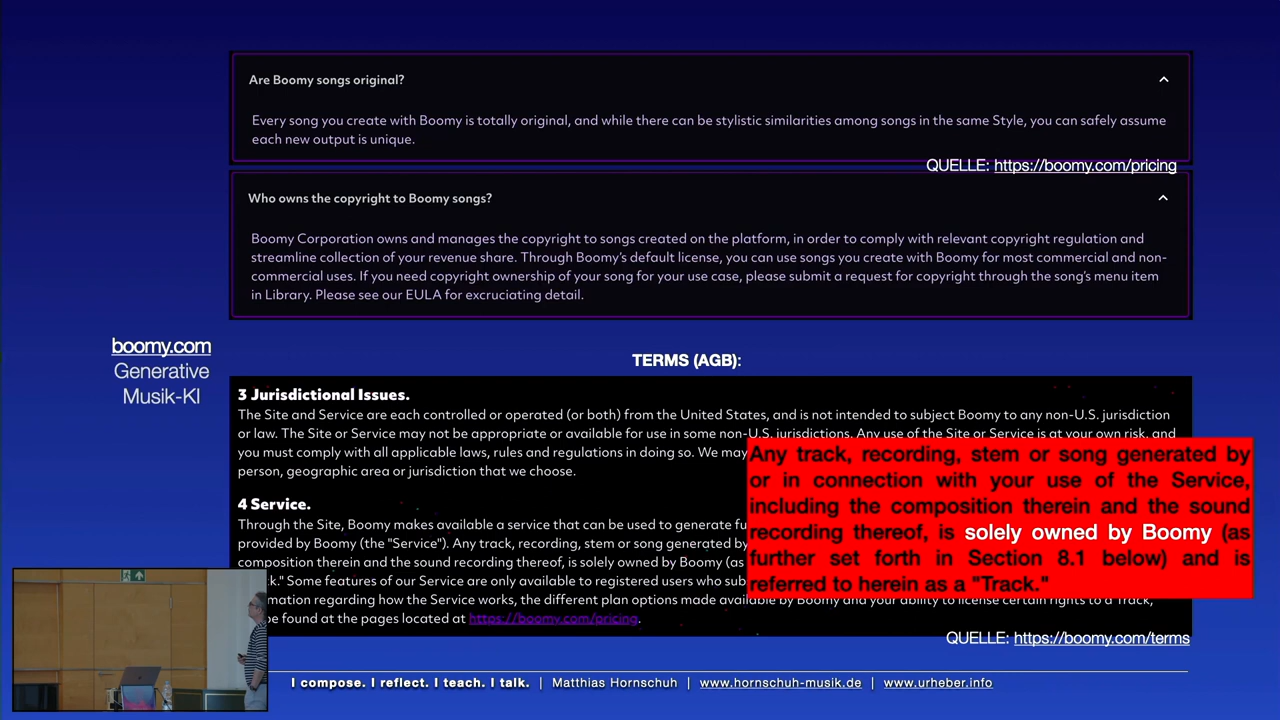 Are Boomy songs original?
Every song you create with Boomy is totally original, and while there can be stylistic similarities among songs in the same Style, you can safely assume
each new output is unique.
QUELLE: https://boomy.com/pricing
Who owns the copyright to Boomy songs?
Boomy Corporation owns and manages the copyright to songs created on the platform, in order to comply with relevant copyright regulation and
streamline collection of your revenue share. Through Boomy's default license, you can use songs you create with Boomy for most commercial and non-
commercial uses. If you need copyright ownership of your song for your use case, please submit a request for copyright through the song's menu item
in Library. Please see our EULA for excruciating detail.
boomy.com
Generative
Musik-KI
TERMS (AGB):
3 Jurisdictional Issues.
The Site and Service are each controlled or operated (or both) from the United States, and is not intended to subject Boomy to any non-U.S. jurisdiction
or law. The Site or Service may not be appropriate or available for use in some non-U.S. jurisdictions. Any use of the Site or Service is at your own risk, and
you must comply with all applicable laws, rules and regulations in doing so. We may
person, geographic area or jurisdiction that we choose.
4 Service.
Through the Site, Boomy makes available a service that can be used to generate
provided by Boomy (the "Service"). Any track, recording, stem or song generated by
composition therein and the sound recording thereof, is solely owned by Boomy (as
Some features of our Service are only available to registered users who
regarding how the Service works, the different plan options made available by Boomy and your ability to license certain rights to a Track,
be found at the pages located at https://boomy.com/pricing.
Any track, recording, stem or song generated by
or in connection with your use of the Service,
including the composition therein and the sound
recording thereof, is solely owned by Boomy (as
further set forth in Section 8.1 below) and is
referred to herein as a "Track."
QUELLE: https://boomy.com/terms
I compose. I reflect. I teach. I talk. | Matthias Hornschuh | www.hornschuh-musik.de | www.urheber.info